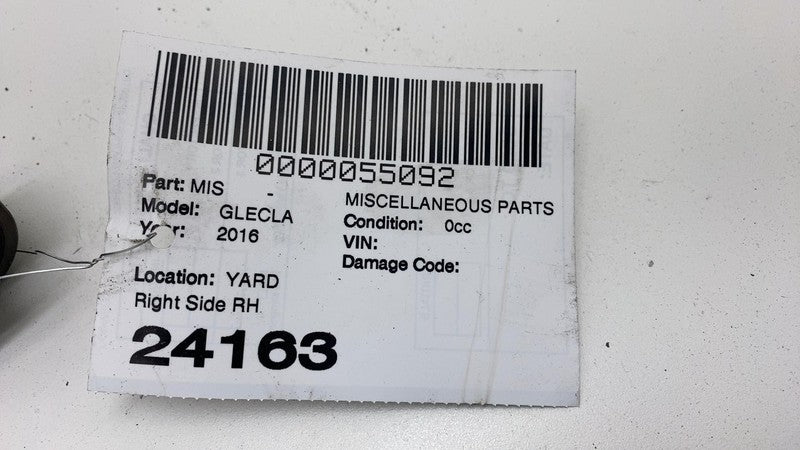 0000055092
Part: MIS -
MISCELLANEOUS PARTS
Model: GLECLA
Condition: 0cc
Year: 2016
VIN:
Damage Code:
Location: YARD
Right Side RH
24163